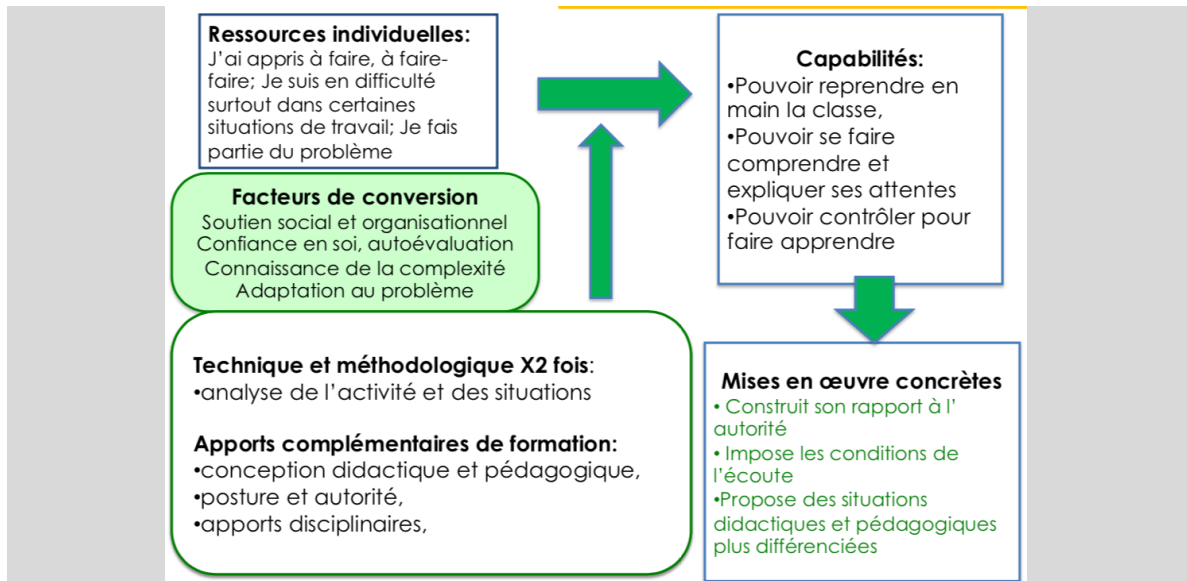 Ressources individuelles:
J'ai appris à faire, à faire-
faire; Je suis en difficulté
surtout dans certaines
situations de travail; Je fais
partie du problème
Facteurs de conversion
Soutien social et organisationnel
Confiance en soi, autoévaluation
Connaissance de la complexité
Adaptation au problème
Technique et méthodologique X2 fois:
•analyse de l'activité et des situations
Apports complémentaires de formation:
•conception didactique et pédagogique,
•posture et autorité,
•apports disciplinaires,
Capabilités:
•Pouvoir reprendre en
main la classe,
•Pouvoir se faire
comprendre et
expliquer ses attentes
•Pouvoir contrôler pour
faire apprendre
Mises en œuvre concrètes
• Construit son rapport à l'
autorité
• Impose les conditions de
l'écoute
•Propose des situations
didactiques et pédagogiques
plus différenciées